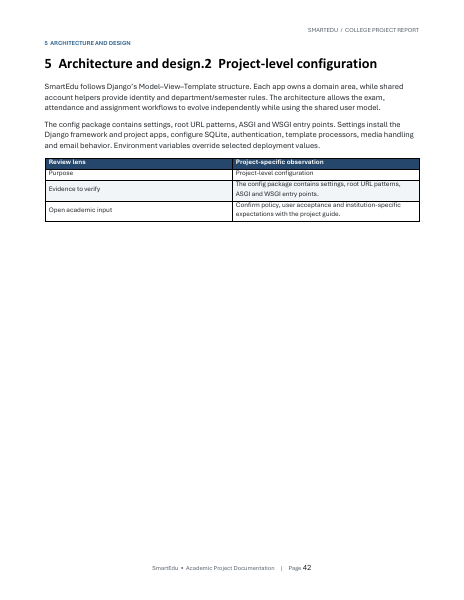 SMARTEDU / COLLEGE PROJECT REPORT
5 ARCHITECTURE AND DESIGN
5 Architecture and design.2 Project-level configuration
SmartEdu follows Django's Model–View–Template structure. Each app owns a domain area, while shared
account helpers provide identity and department/semester rules. The architecture allows the exam,
attendance and assignment workflows to evolve independently while using the shared user model.
The config package contains settings, root URL patterns, ASGI and WSGI entry points. Settings install the
Django framework and project apps, configure SQLite, authentication, template processors, media handling
and email behavior. Environment variables override selected deployment values.
Review lens Project-specific observation
Purpose Project-level configuration
Evidence to verify The config package contains settings, root URL patterns,
ASGI and WSGI entry points.
Open academic input Confirm policy, user acceptance and institution-specific
expectations with the project guide.
SmartEdu • Academic Project Documentation | Page 42